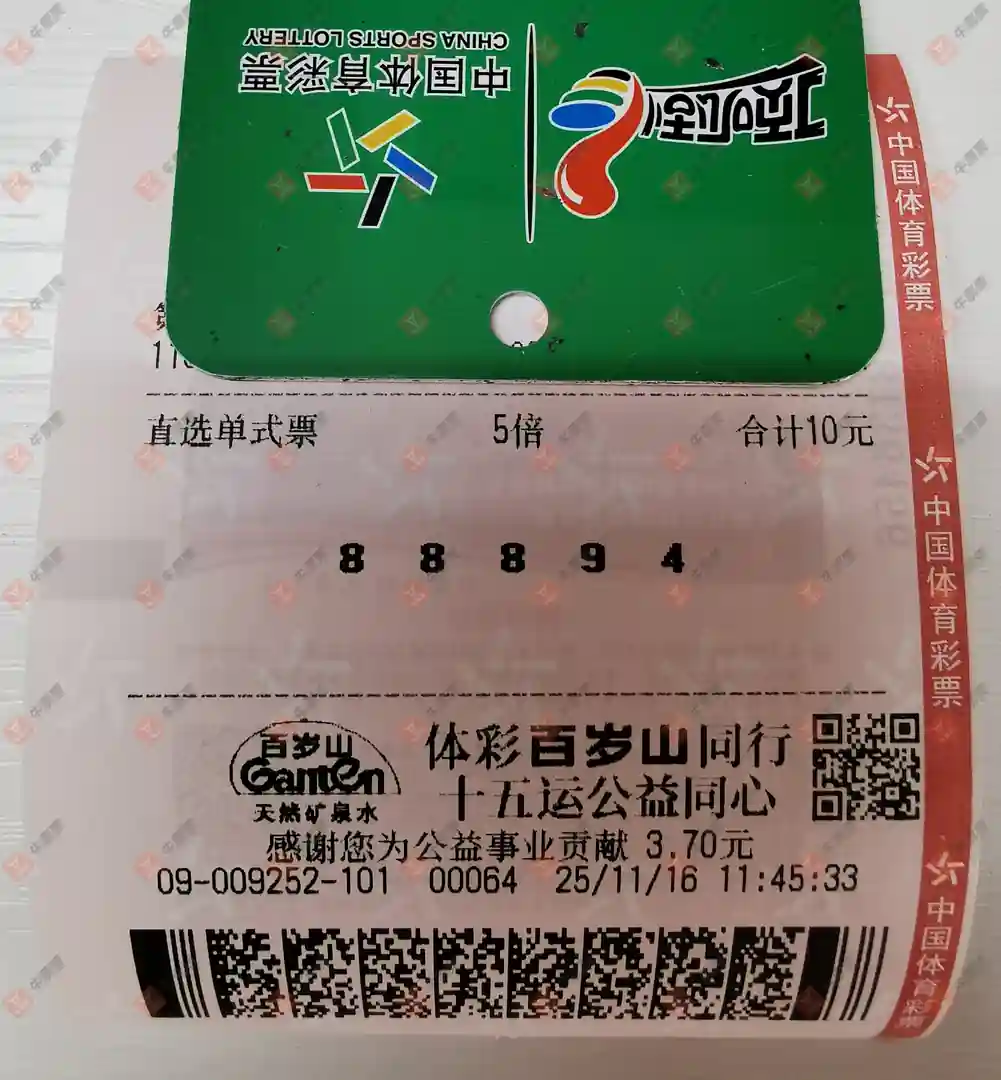 顶呱刮
中国体育彩票
CHINA SPORTS LOTTERY
直选单式票 5倍 合计10元
8 8 8 9 4
百岁山
Ganten
天然矿泉水
体彩百岁山同行
十五运公益同心
感谢您为公益事业贡献 3.70元
09-009252-101 00064 25/11/16 11:45:33
中国体育彩票
中国体育彩票
中国体育彩票